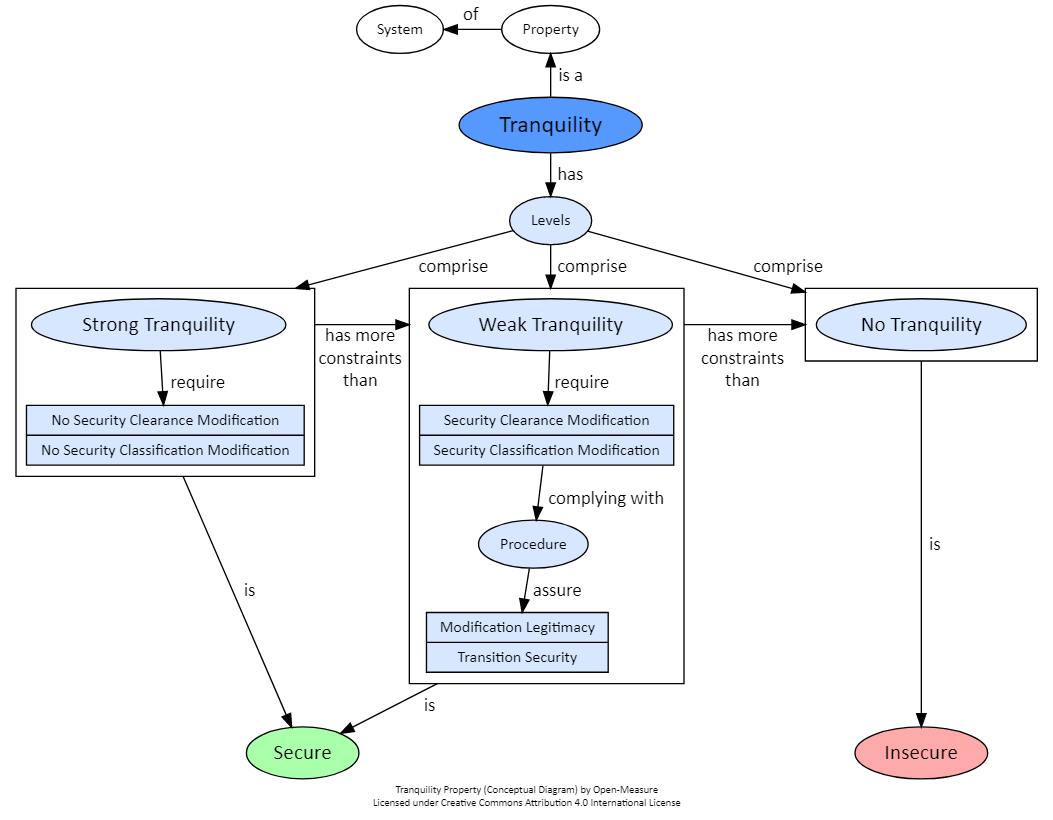 System
of
Property
is a
Tranquility
has
Levels
comprise
comprise
comprise
Strong Tranquility
has more
constraints
than
Weak Tranquility
has more
constraints
than
No Tranquility
require
No Security Clearance Modification
No Security Classification Modification
require
Security Clearance Modification
Security Classification Modification
complying with
Procedure
assure
Modification Legitimacy
Transition Security
is
is
is
Secure
Insecure
Tranquility Property (Conceptual Diagram) by Open-Measure
Licensed under Creative Commons Attribution 4.0 International License